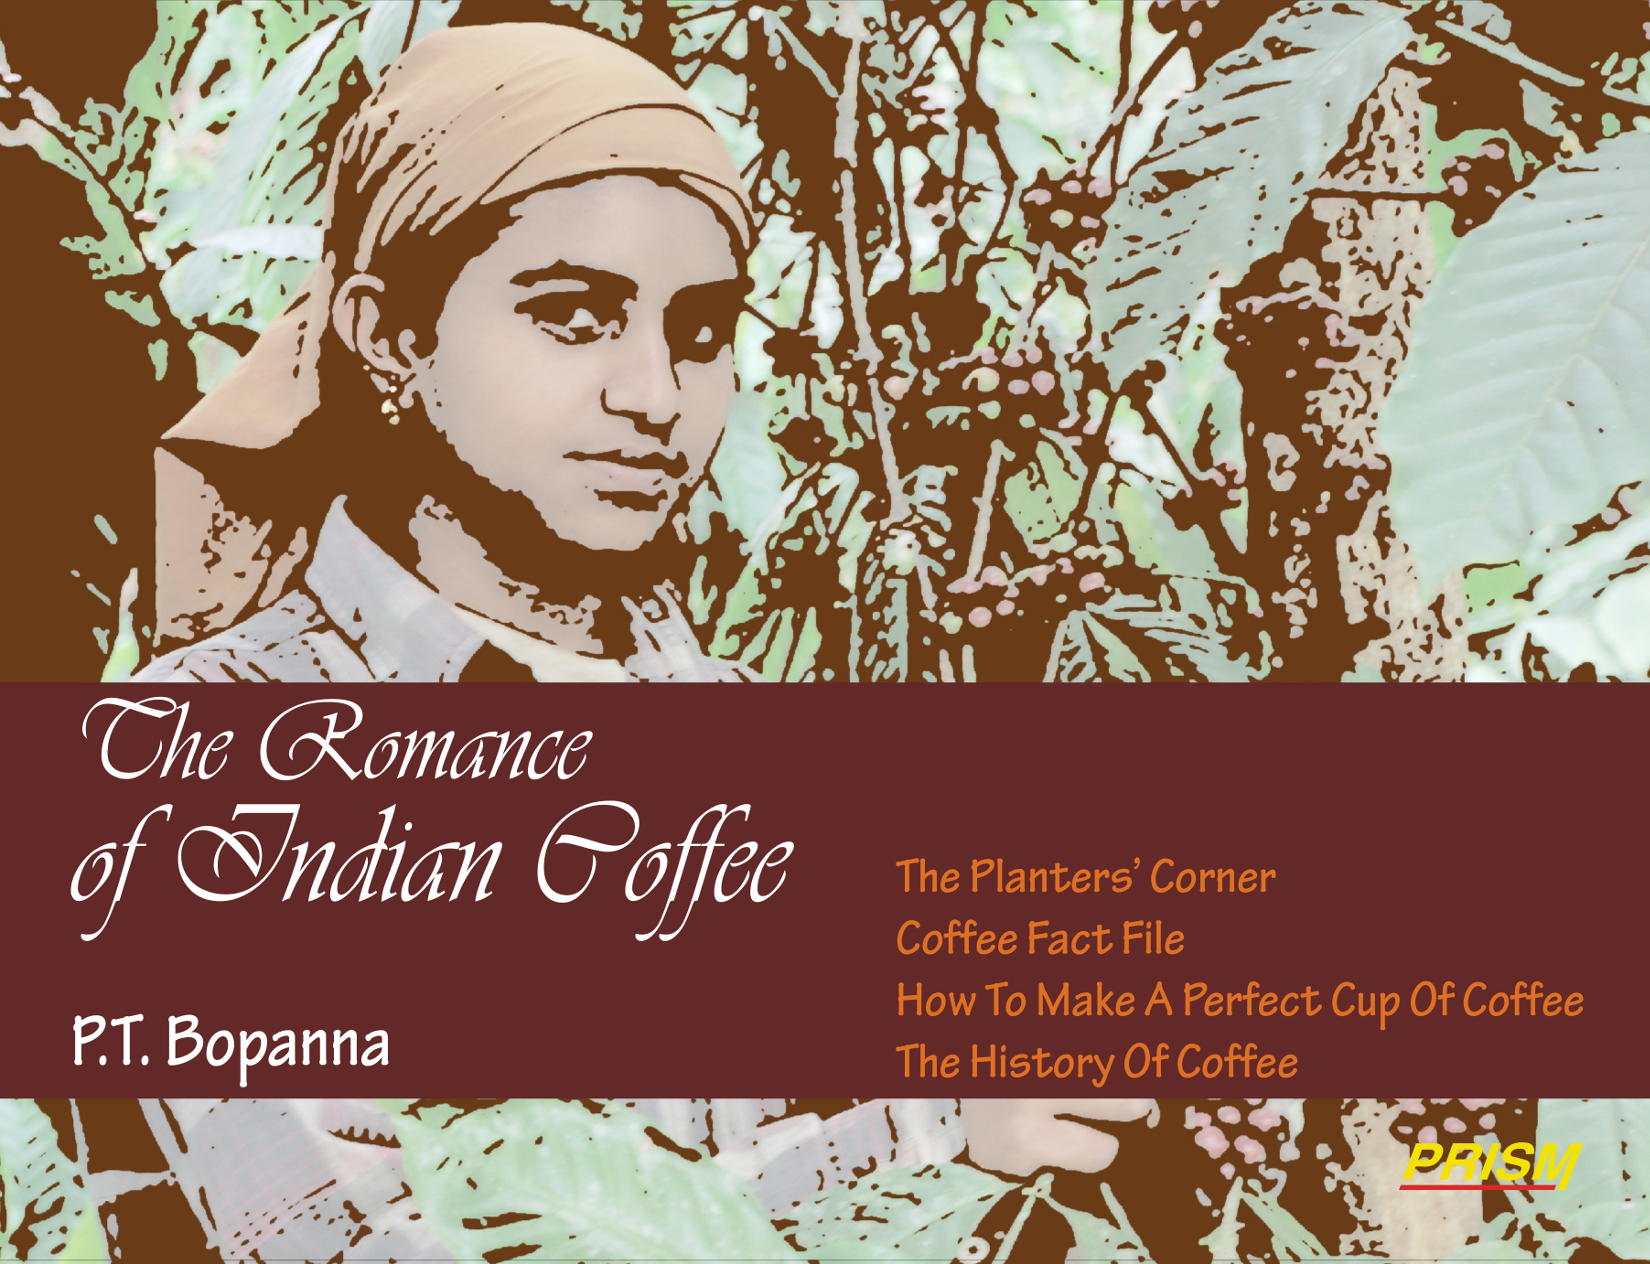 The Romance
of Indian Coffee
P.T. Bopanna
The Planters’ Corner
Coffee Fact File
How To Make A Perfect Cup Of Coffee
The History Of Coffee
PRISM